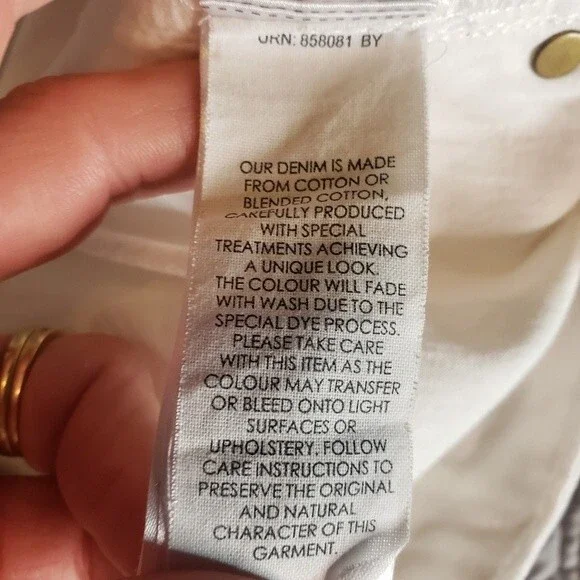 URN: 858081 BY
OUR DENIM IS MADE
FROM COTTON OR
BLENDED COTTON,
CAREFULLY PRODUCED
WITH SPECIAL
TREATMENTS ACHIEVING
A UNIQUE LOOK.
THE COLOUR WILL FADE
WITH WASH DUE TO THE
SPECIAL DYE PROCESS.
PLEASE TAKE CARE
WITH THIS ITEM AS THE
COLOUR MAY TRANSFER
OR BLEED ONTO LIGHT
SURFACES OR
UPHOLSTERY. FOLLOW
CARE INSTRUCTIONS TO
PRESERVE THE ORIGINAL
AND NATURAL
CHARACTER OF THIS
GARMENT.